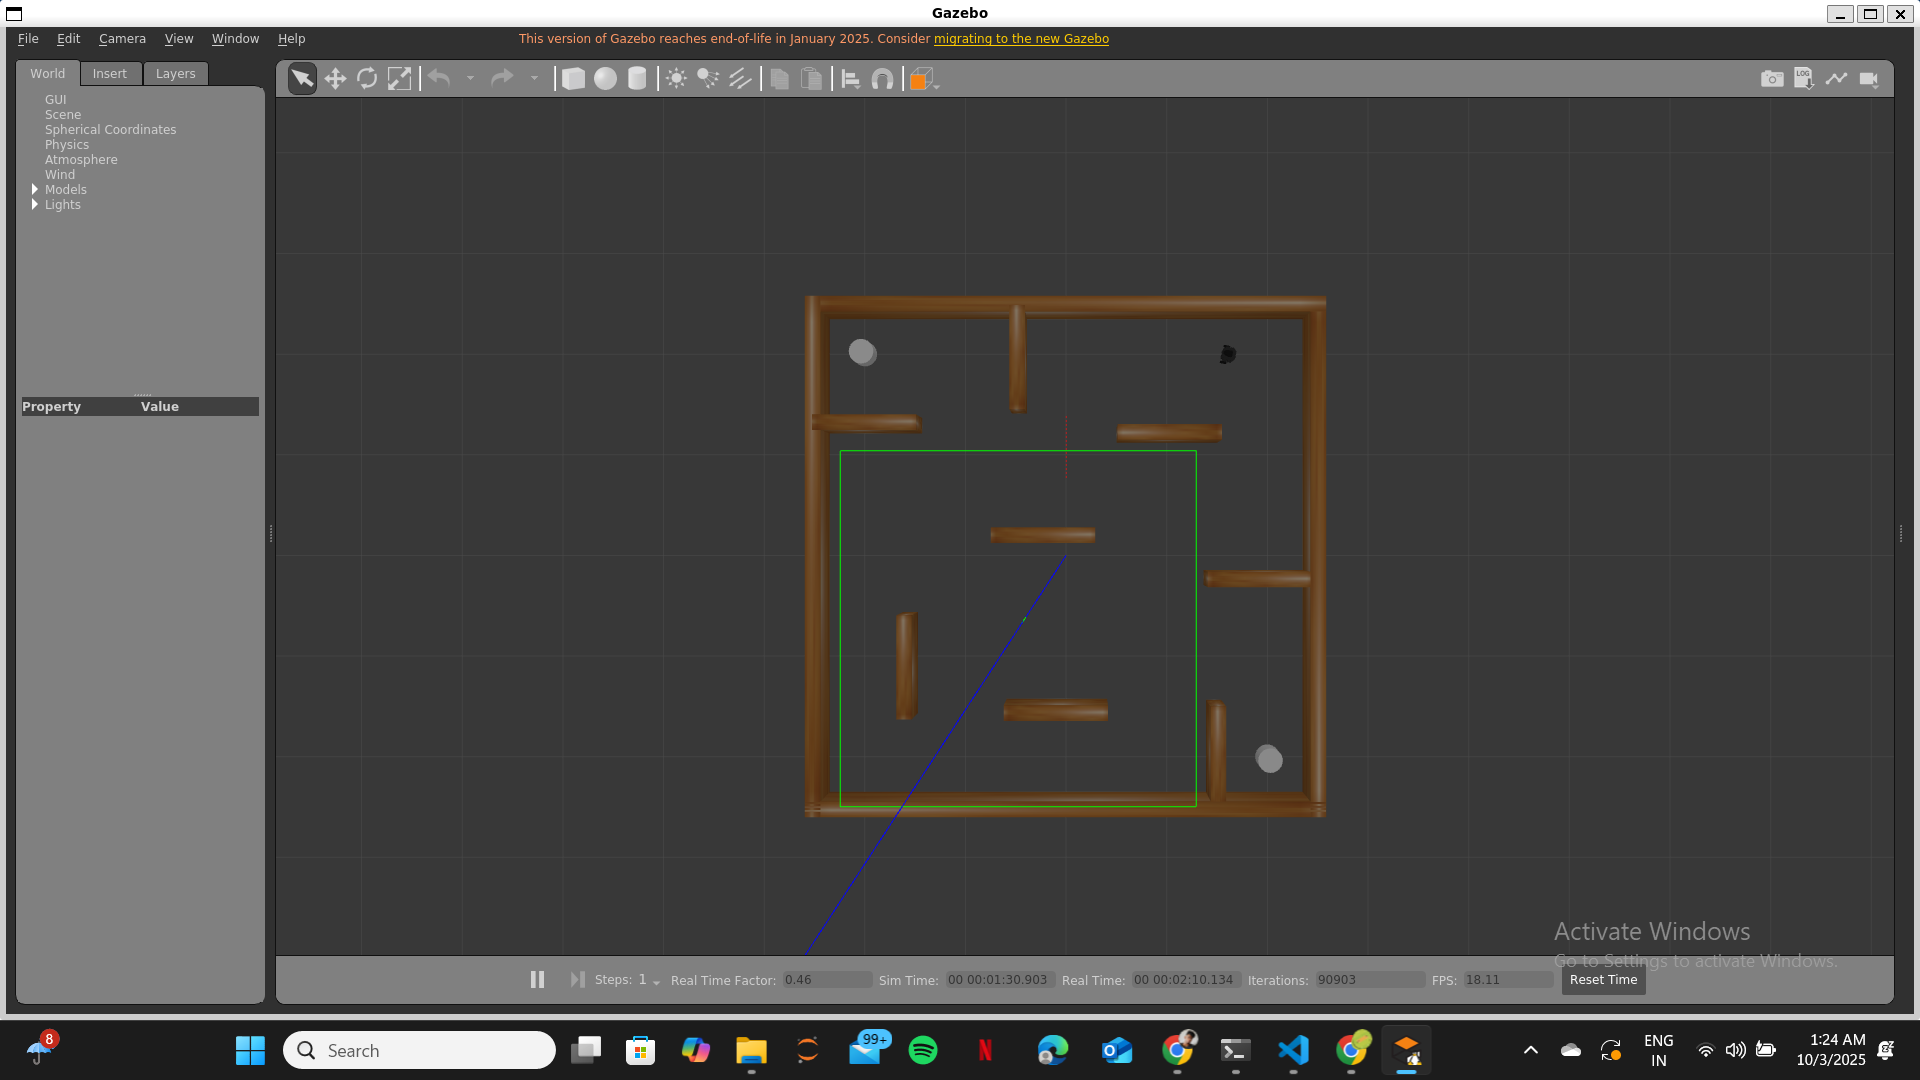 Gazebo
File Edit Camera View Window Help
This version of Gazebo reaches end-of-life in January 2025. Consider migrating to the new Gazebo
World Insert Layers
LOG
GUI
Scene
Spherical Coordinates
Physics
Atmosphere
Wind
Models
Lights
Property Value
Activate Windows
Go to Settings to activate Windows.
Steps: 1 Real Time Factor: 0.46 Sim Time: 00 00:01:30.903 Real Time: 00 00:02:10.134 Iterations: 90903 FPS: 18.11 Reset Time
8
Search
99+
N
ENG
IN
1:24 AM
10/3/2025